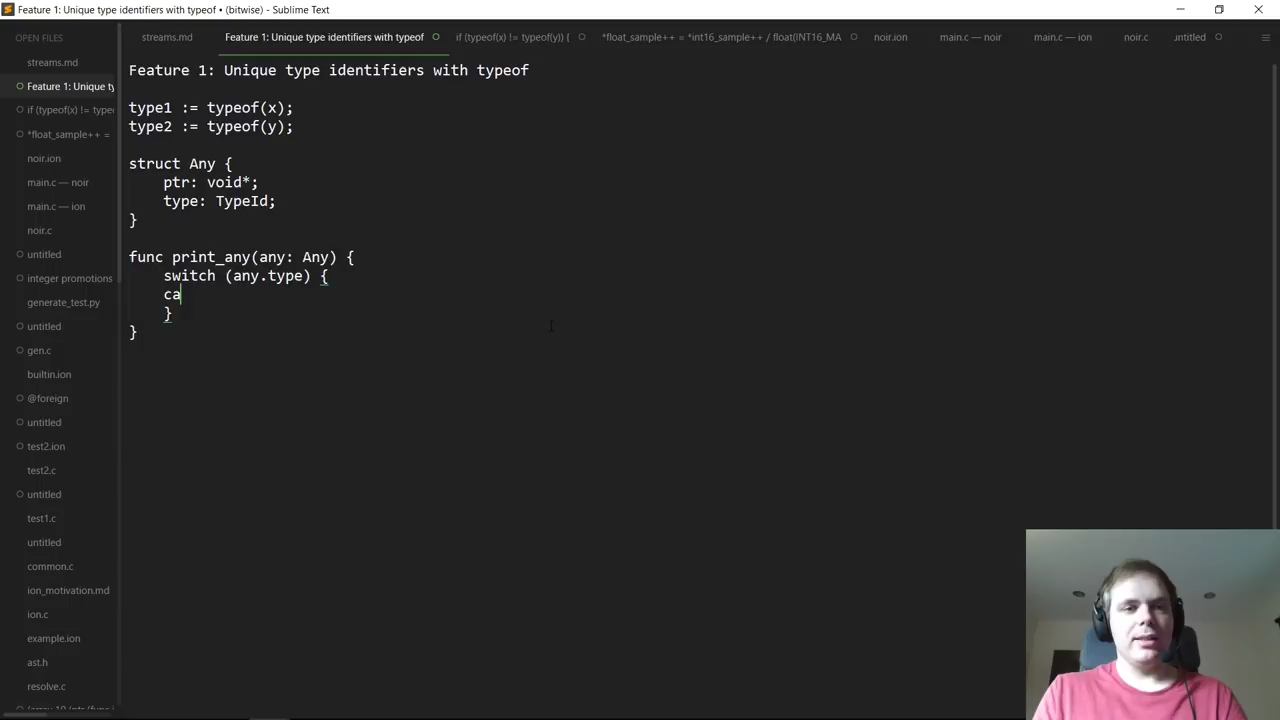 Feature 1: Unique type identifiers with typeof • (bitwise) - Sublime Text
OPEN FILES
streams.md
Feature 1: Unique ty
if (typeof(x) != typeo
*float_sample++ =
noir.ion
main.c — noir
main.c — ion
noir.c
untitled
integer promotions
generate_test.py
untitled
gen.c
builtin.ion
@foreign
untitled
test2.ion
test2.c
untitled
test1.c
untitled
common.c
ion_motivation.md
ion.c
example.ion
ast.h
resolve.c
streams.md
Feature 1: Unique type identifiers with typeof
if (typeof(x) != typeof(y)) {
*float_sample++ = *int16_sample++ / float(INT16_MA
noir.ion
main.c — noir
main.c — ion
noir.c
untitled
Feature 1: Unique type identifiers with typeof
type1 := typeof(x);
type2 := typeof(y);
struct Any {
ptr: void*;
type: TypeId;
}
func print_any(any: Any) {
switch (any.type) {
ca
}
}